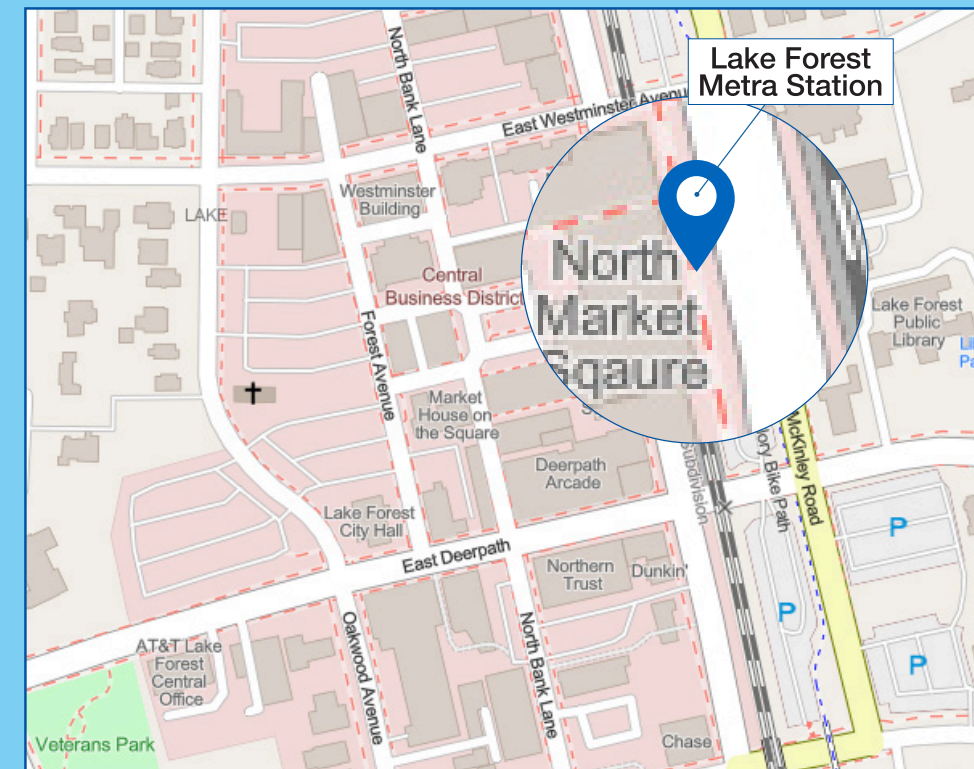 Lake Forest
Metra Station
North Bank Lane
East Westminster Avenu
Westminster
Building
LAKE
Central
Business District
North
Market
Sqaure
Lake Forest
Public
Library
Forest Avenue
Market
House on
the Square
McKinley Road
Deerpath
Arcade
Subdivision
ory Bike Path
Lake Forest
City Hall
P
East Deerpath
Northern
Trust
Dunkin'
P
Oakwood Avenue
North Bank Lane
AT&T Lake
Forest
Central
Office
P
Veterans Park
Chase